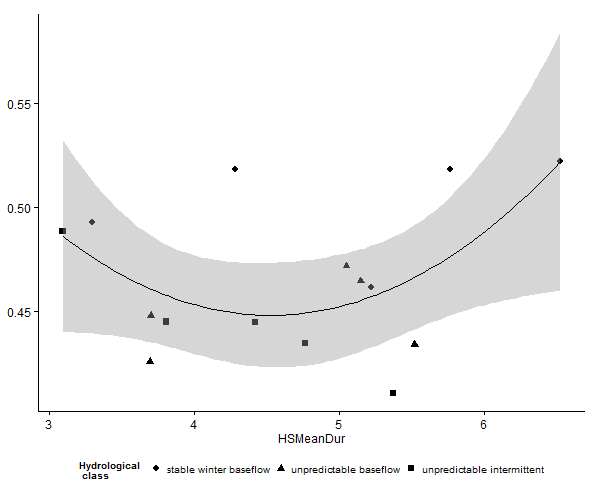 0.55
0.50
0.45
3 4 5 6
HSMeanDur
Hydrological
class
stable winter baseflow unpredictable baseflow unpredictable intermittent